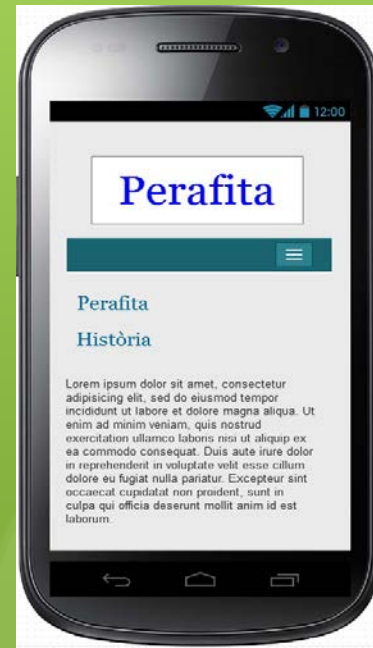 12:00
Perafita
Perafita
Història
Lorem ipsum dolor sit amet, consectetur
adipisicing elit, sed do eiusmod tempor
incididunt ut labore et dolore magna aliqua. Ut
enim ad minim veniam, quis nostrud
exercitation ullamco laboris nisi ut aliquip ex
ea commodo consequat. Duis aute irure dolor
in reprehenderit in voluptate velit esse cillum
dolore eu fugiat nulla pariatur. Excepteur sint
occaecat cupidatat non proident, sunt in
culpa qui officia deserunt mollit anim id est
laborum.